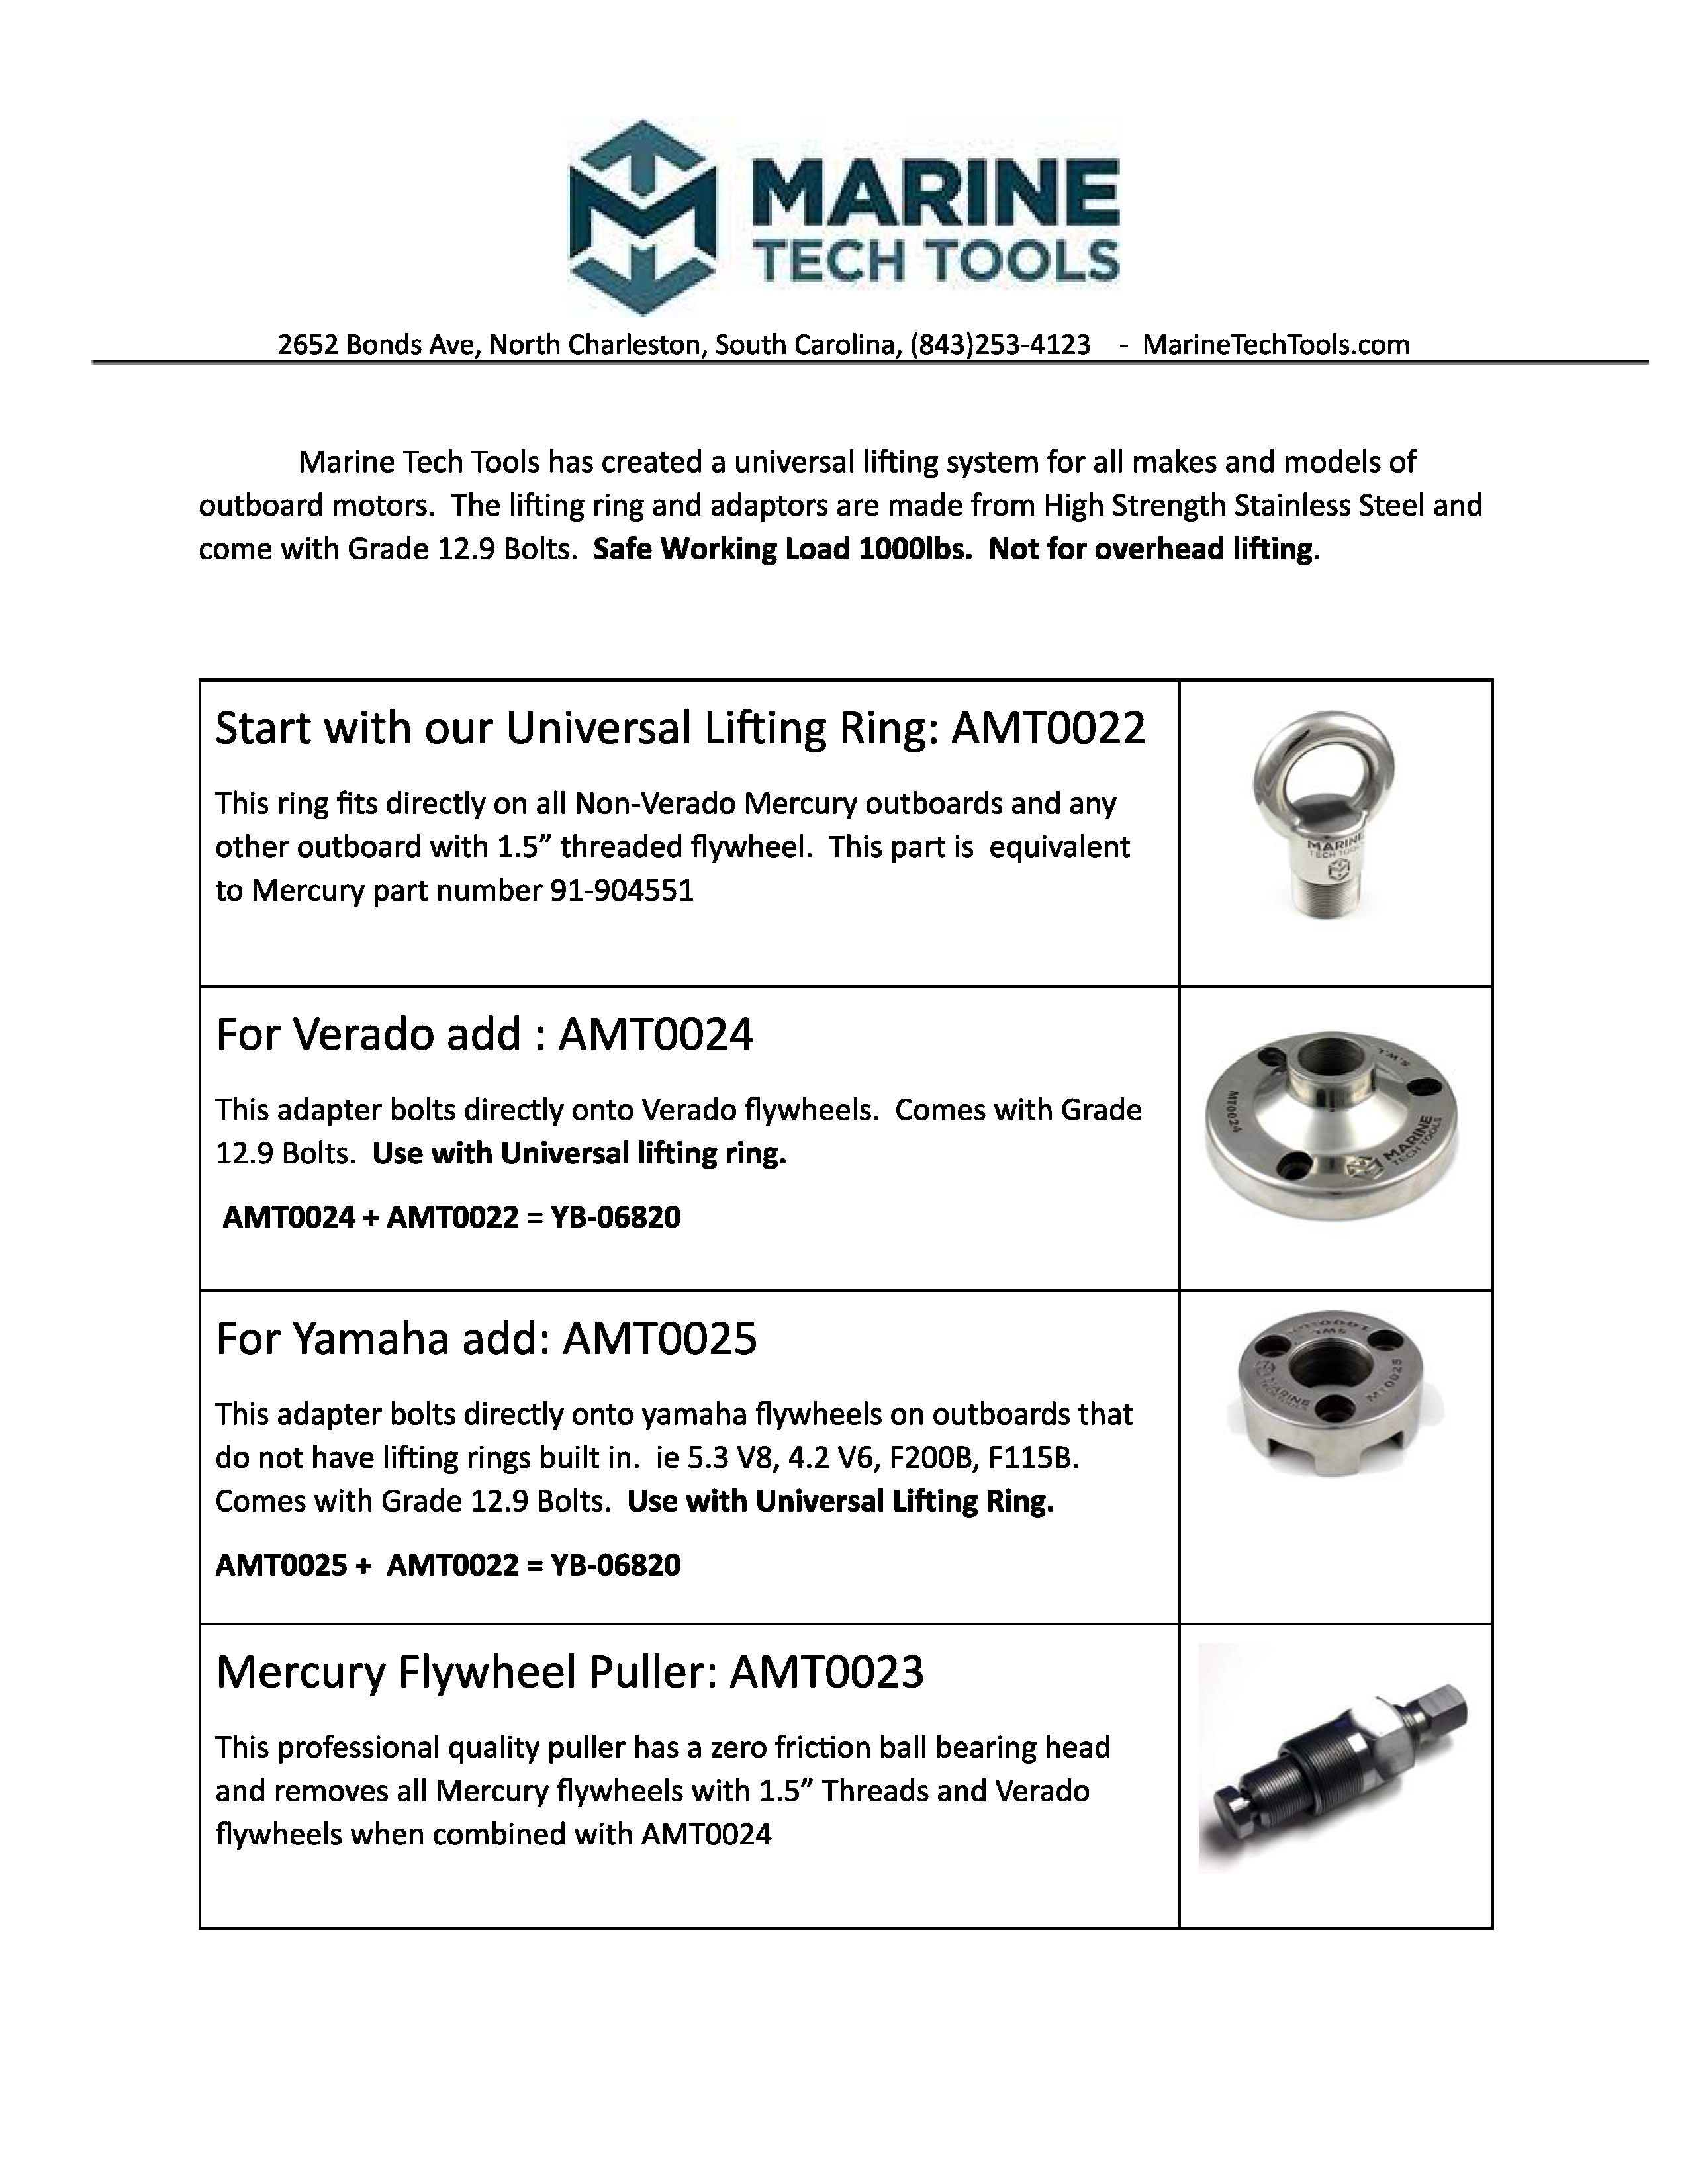 MARINE
TECH TOOLS
2652 Bonds Ave, North Charleston, South Carolina, (843)253-4123 - MarineTechTools.com
Marine Tech Tools has created a universal lifting system for all makes and models of
outboard motors. The lifting ring and adaptors are made from High Strength Stainless Steel and
come with Grade 12.9 Bolts. Safe Working Load 1000lbs. Not for overhead lifting.
Start with our Universal Lifting Ring: AMT0022
This ring fits directly on all Non-Verado Mercury outboards and any
other outboard with 1.5” threaded flywheel. This part is equivalent
to Mercury part number 91-904551
MARINE
TECH TOOLS
For Verado add : AMT0024
This adapter bolts directly onto Verado flywheels. Comes with Grade
12.9 Bolts. Use with Universal lifting ring.
AMT0024 + AMT0022 = YB-06820
S.W.L
MT0024
MARINE
TECH TOOLS
For Yamaha add: AMT0025
This adapter bolts directly onto yamaha flywheels on outboards that
do not have lifting rings built in. ie 5.3 V8, 4.2 V6, F200B, F115B.
Comes with Grade 12.9 Bolts. Use with Universal Lifting Ring.
AMT0025 + AMT0022 = YB-06820
SWL
MARINE
TECH TOOLS
MT0025
Mercury Flywheel Puller: AMT0023
This professional quality puller has a zero friction ball bearing head
and removes all Mercury flywheels with 1.5” Threads and Verado
flywheels when combined with AMT0024